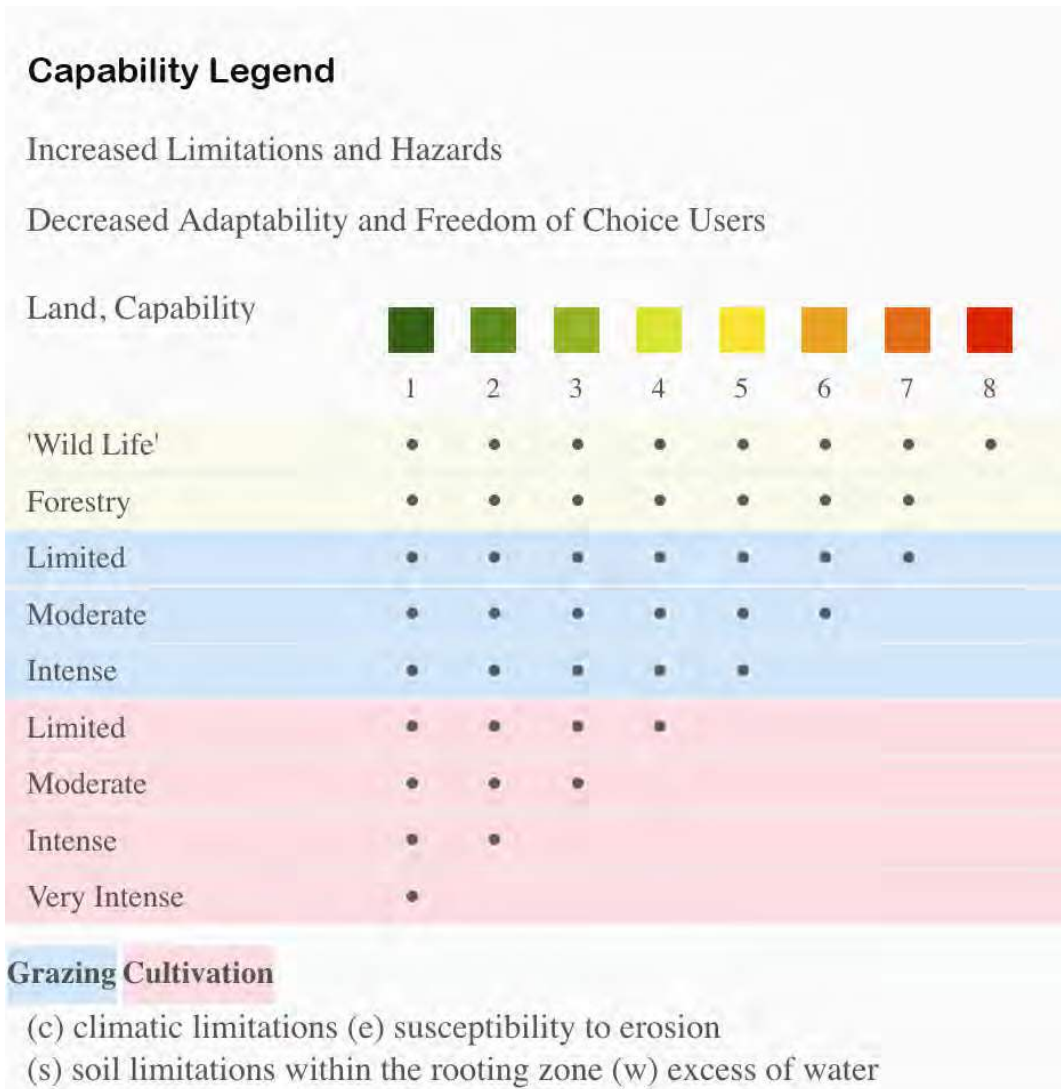 Capability Legend
Increased Limitations and Hazards
Decreased Adaptability and Freedom of Choice Users
Land, Capability
1 2 3 4 5 6 7 8
'Wild Life' • • • • • • • •
Forestry • • • • • • •
Limited • • • • • • •
Moderate • • • • • •
Intense • • • • •
Limited • • • •
Moderate • • •
Intense • •
Very Intense •
Grazing Cultivation
(c) climatic limitations (e) susceptibility to erosion
(s) soil limitations within the rooting zone (w) excess of water